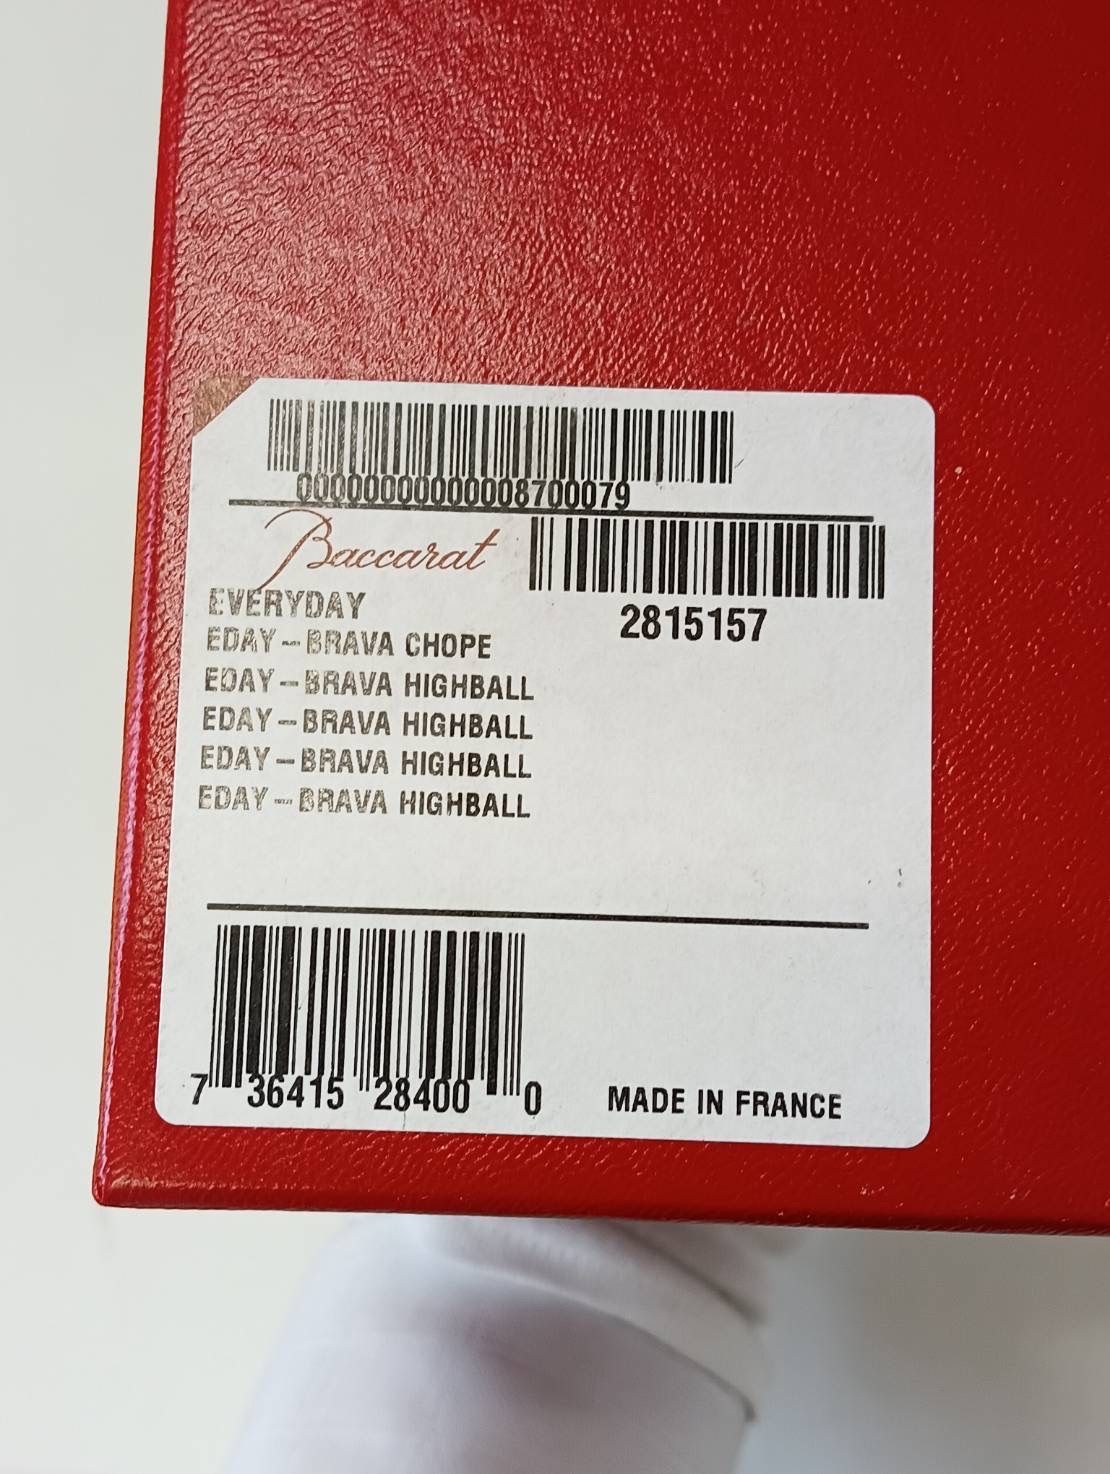 00000000000008700079
Baccarat
2815157
EVERYDAY
EDAY-BRAVA CHOPE
EDAY-BRAVA HIGHBALL
EDAY-BRAVA HIGHBALL
EDAY-BRAVA HIGHBALL
EDAY-BRAVA HIGHBALL
7 36415 28400 0
MADE IN FRANCE